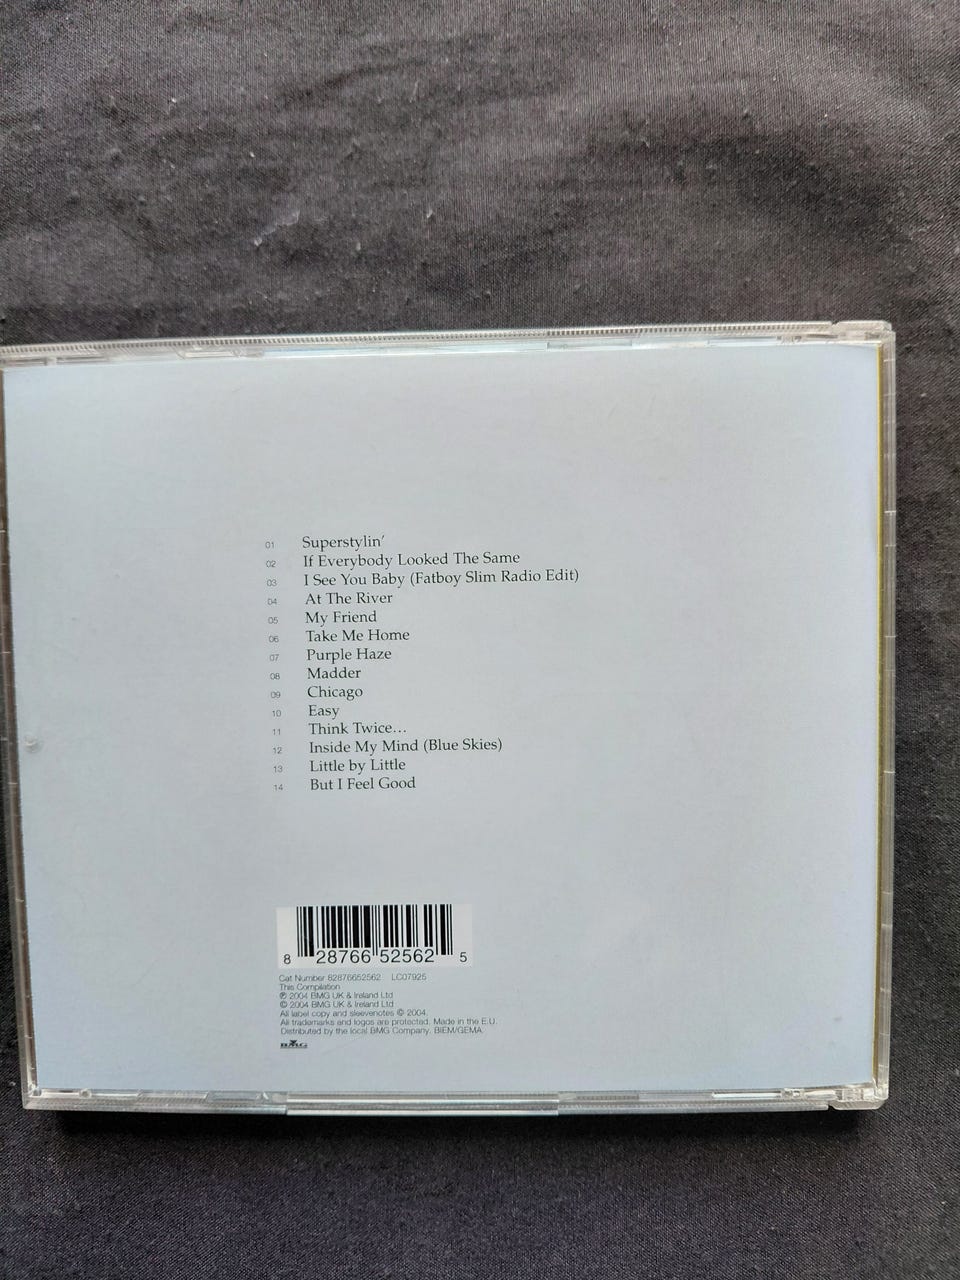 01 Superstylin'
02 If Everybody Looked The Same
03 I See You Baby (Fatboy Slim Radio Edit)
04 At The River
05 My Friend
06 Take Me Home
07 Purple Haze
08 Madder
09 Chicago
10 Easy
11 Think Twice...
12 Inside My Mind (Blue Skies)
13 Little by Little
14 But I Feel Good
8 28766 52562 5
Cat Number 82876652562 LC07925
This Compilation
℗ 2004 BMG UK & Ireland Ltd
© 2004 BMG UK & Ireland Ltd
All label copy and sleevenotes © 2004.
All trademarks and logos are protected. Made in the E.U.
Distributed by the local BMG Company. BIEM/GEMA.
BMG